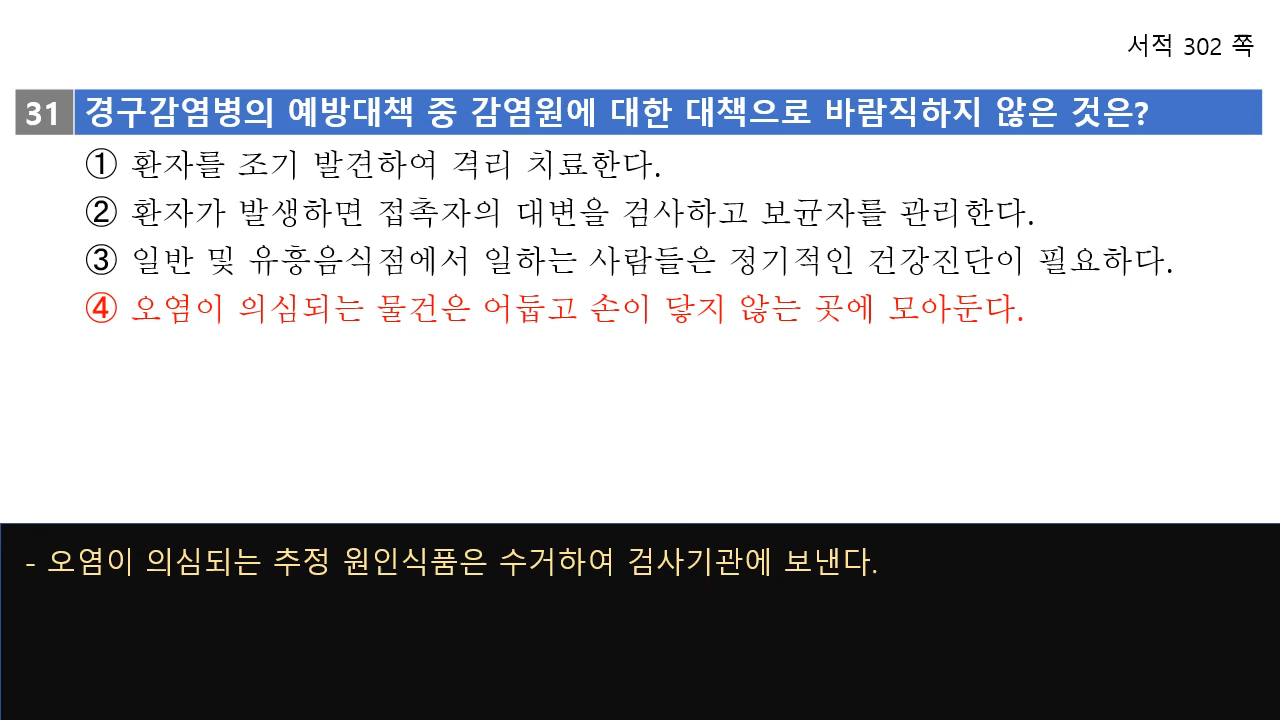 서적 302 쪽
31 경구감염병의 예방대책 중 감염원에 대한 대책으로 바람직하지 않은 것은?
① 환자를 조기 발견하여 격리 치료한다.
② 환자가 발생하면 접촉자의 대변을 검사하고 보균자를 관리한다.
③ 일반 및 유흥음식점에서 일하는 사람들은 정기적인 건강진단이 필요하다.
④ 오염이 의심되는 물건은 어둡고 손이 닿지 않는 곳에 모아둔다.
- 오염이 의심되는 추정 원인식품은 수거하여 검사기관에 보낸다.